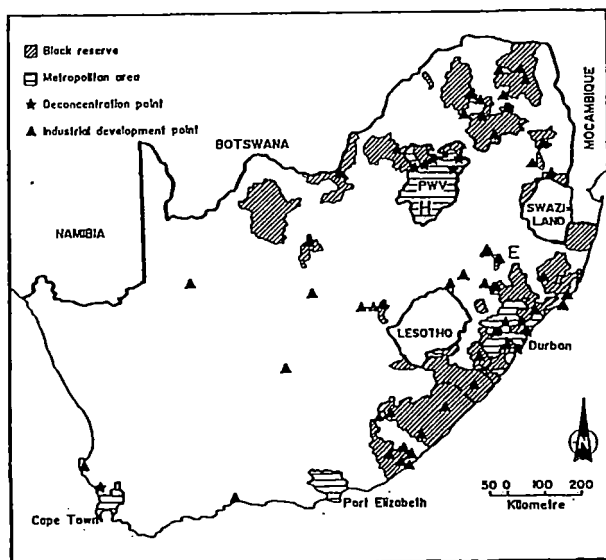 Black reserve
Metropolitan area
Deconcentration point
Industrial development point
MOCAMBIQUE
BOTSWANA
PWV
H
SWAZI-
LAND
NAMIBIA
E
LESOTHO
Durban
N
50 0 100 200
Kilometre
Port Elizabeth
Cape Town